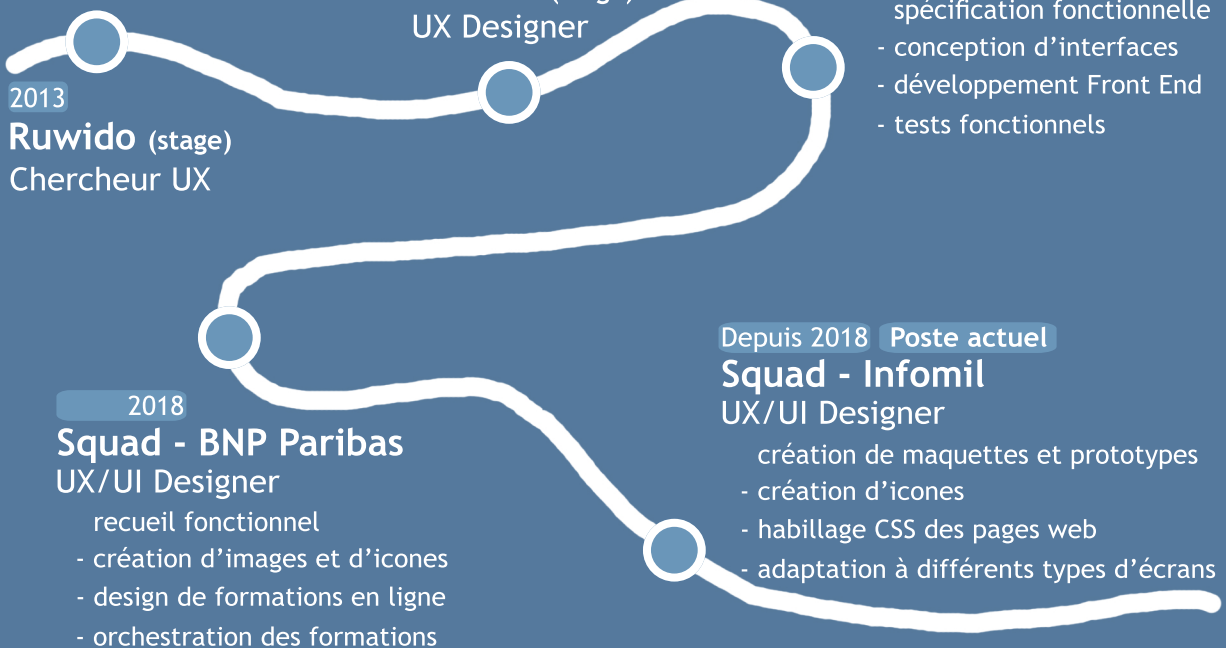 UX Designer
spécification fonctionnelle
- conception d’interfaces
- développement Front End
- tests fonctionnels
2013
Ruwido (stage)
Chercheur UX
2018
Squad - BNP Paribas
UX/UI Designer
recueil fonctionnel
- création d’images et d’icones
- design de formations en ligne
- orchestration des formations
Depuis 2018 Poste actuel
Squad - Infomil
UX/UI Designer
création de maquettes et prototypes
- création d’icones
- habillage CSS des pages web
- adaptation à différents types d’écrans